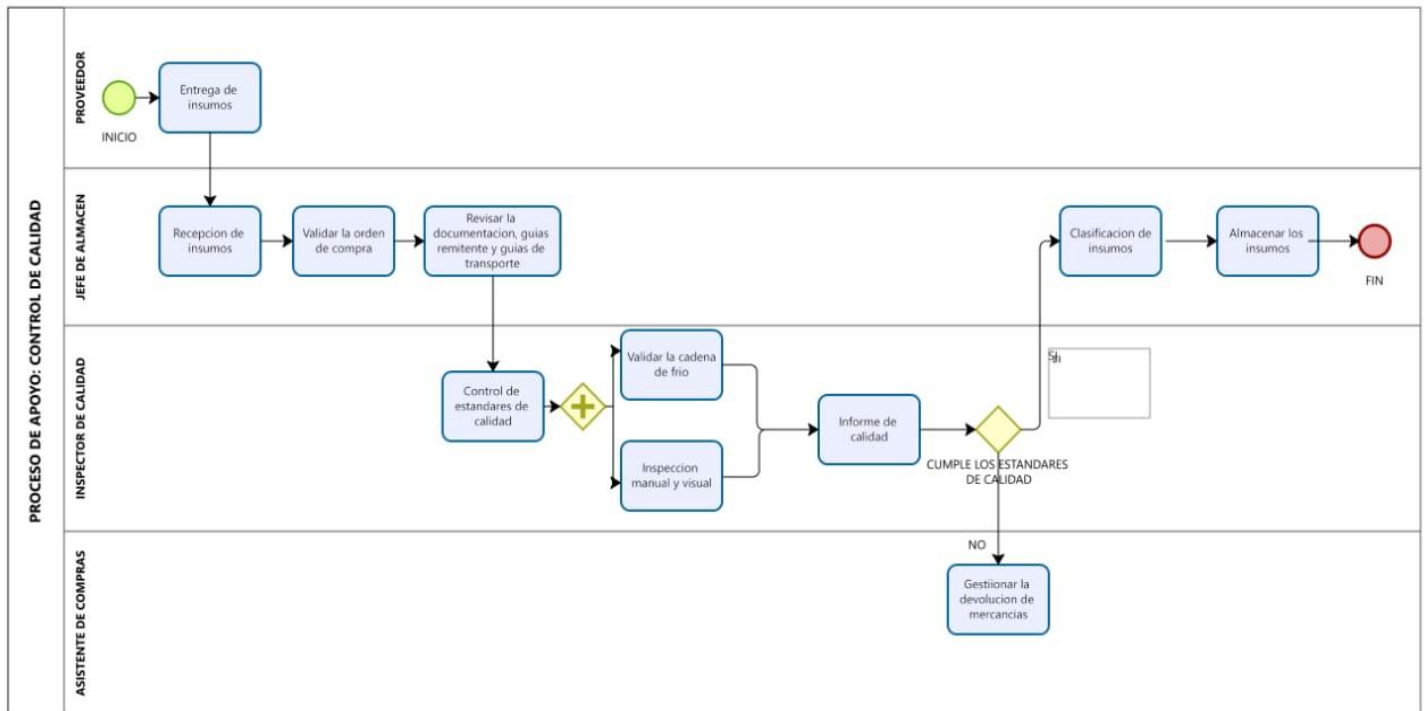 PROCESO DE APOYO: CONTROL DE CALIDAD
PROVEEDOR
INICIO
Entrega de
insumos
JEFE DE ALMACEN
Recepcion de
insumos
Validar la orden
de compra
Revisar la
documentacion, guias
remitente y guias de
transporte
Clasificacion de
insumos
Almacenar los
insumos
FIN
INSPECTOR DE CALIDAD
Control de
estandares de
calidad
Validar la cadena
de frio
Inspeccion
manual y visual
Informe de
calidad
CUMPLE LOS ESTANDARES
DE CALIDAD
ASISTENTE DE COMPRAS
NO
Gestiionar la
devolucion de
mercancias